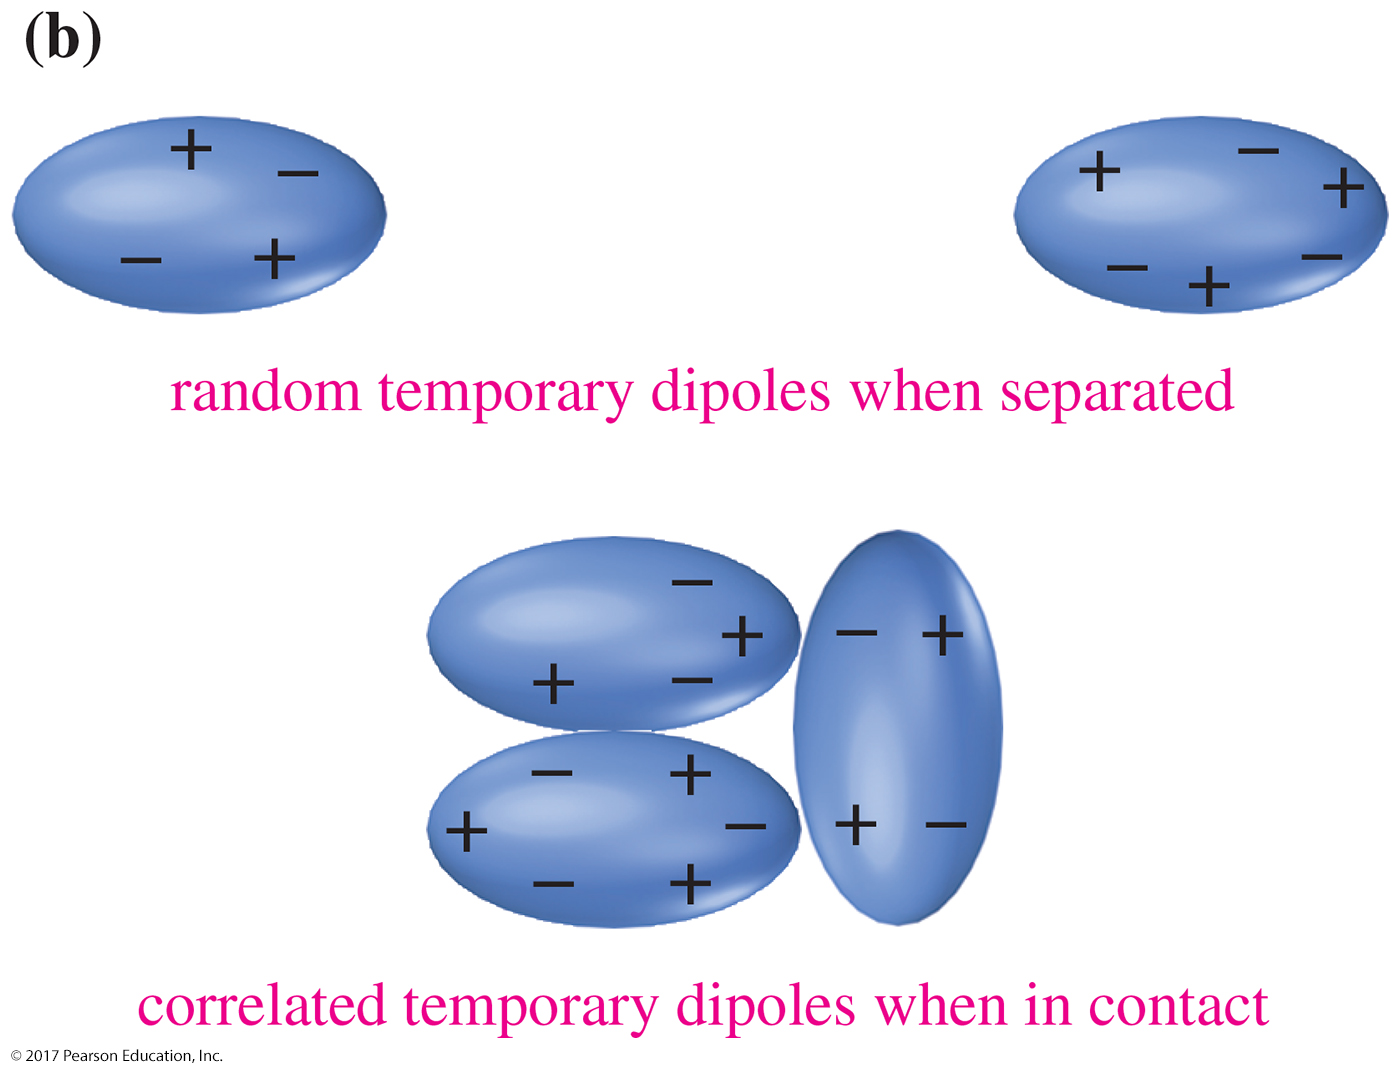 (b)
+ − + − + − + − + −
random temporary dipoles when separated
− + + − − + + − − + − + + −
correlated temporary dipoles when in contact
© 2017 Pearson Education, Inc.